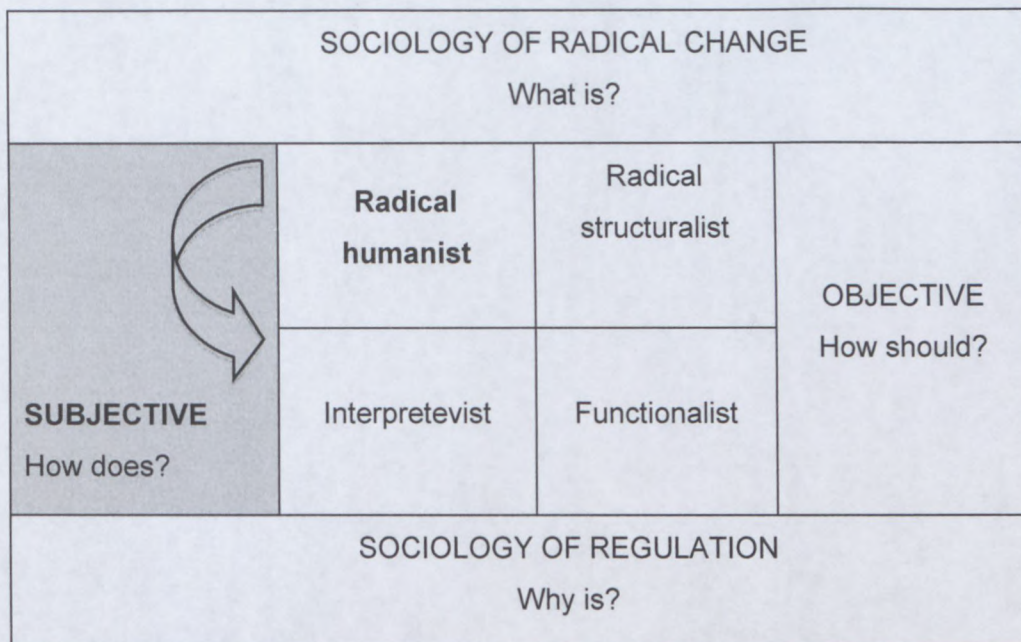 SOCIOLOGY OF RADICAL CHANGE
What is?
Radical
humanist
Radical
structuralist
OBJECTIVE
How should?
SUBJECTIVE
How does?
Interpretevist
Functionalist
SOCIOLOGY OF REGULATION
Why is?